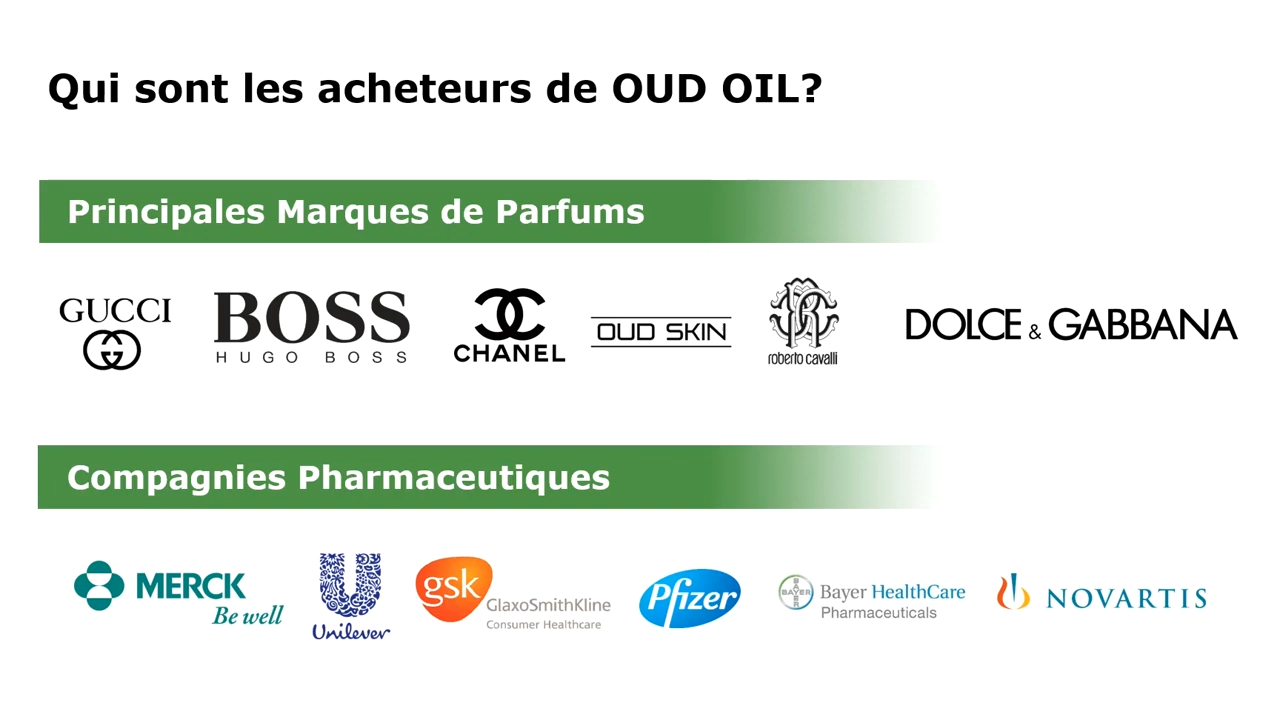 Qui sont les acheteurs de OUD OIL?
Principales Marques de Parfums
GUCCI
BOSS
HUGO BOSS
CHANEL
OUD SKIN
roberto cavalli
DOLCE & GABBANA
Compagnies Pharmaceutiques
MERCK
Be well
Unilever
gsk
GlaxoSmithKline
Consumer Healthcare
Pfizer
BAYER
BAYER
Bayer HealthCare
Pharmaceuticals
NOVARTIS